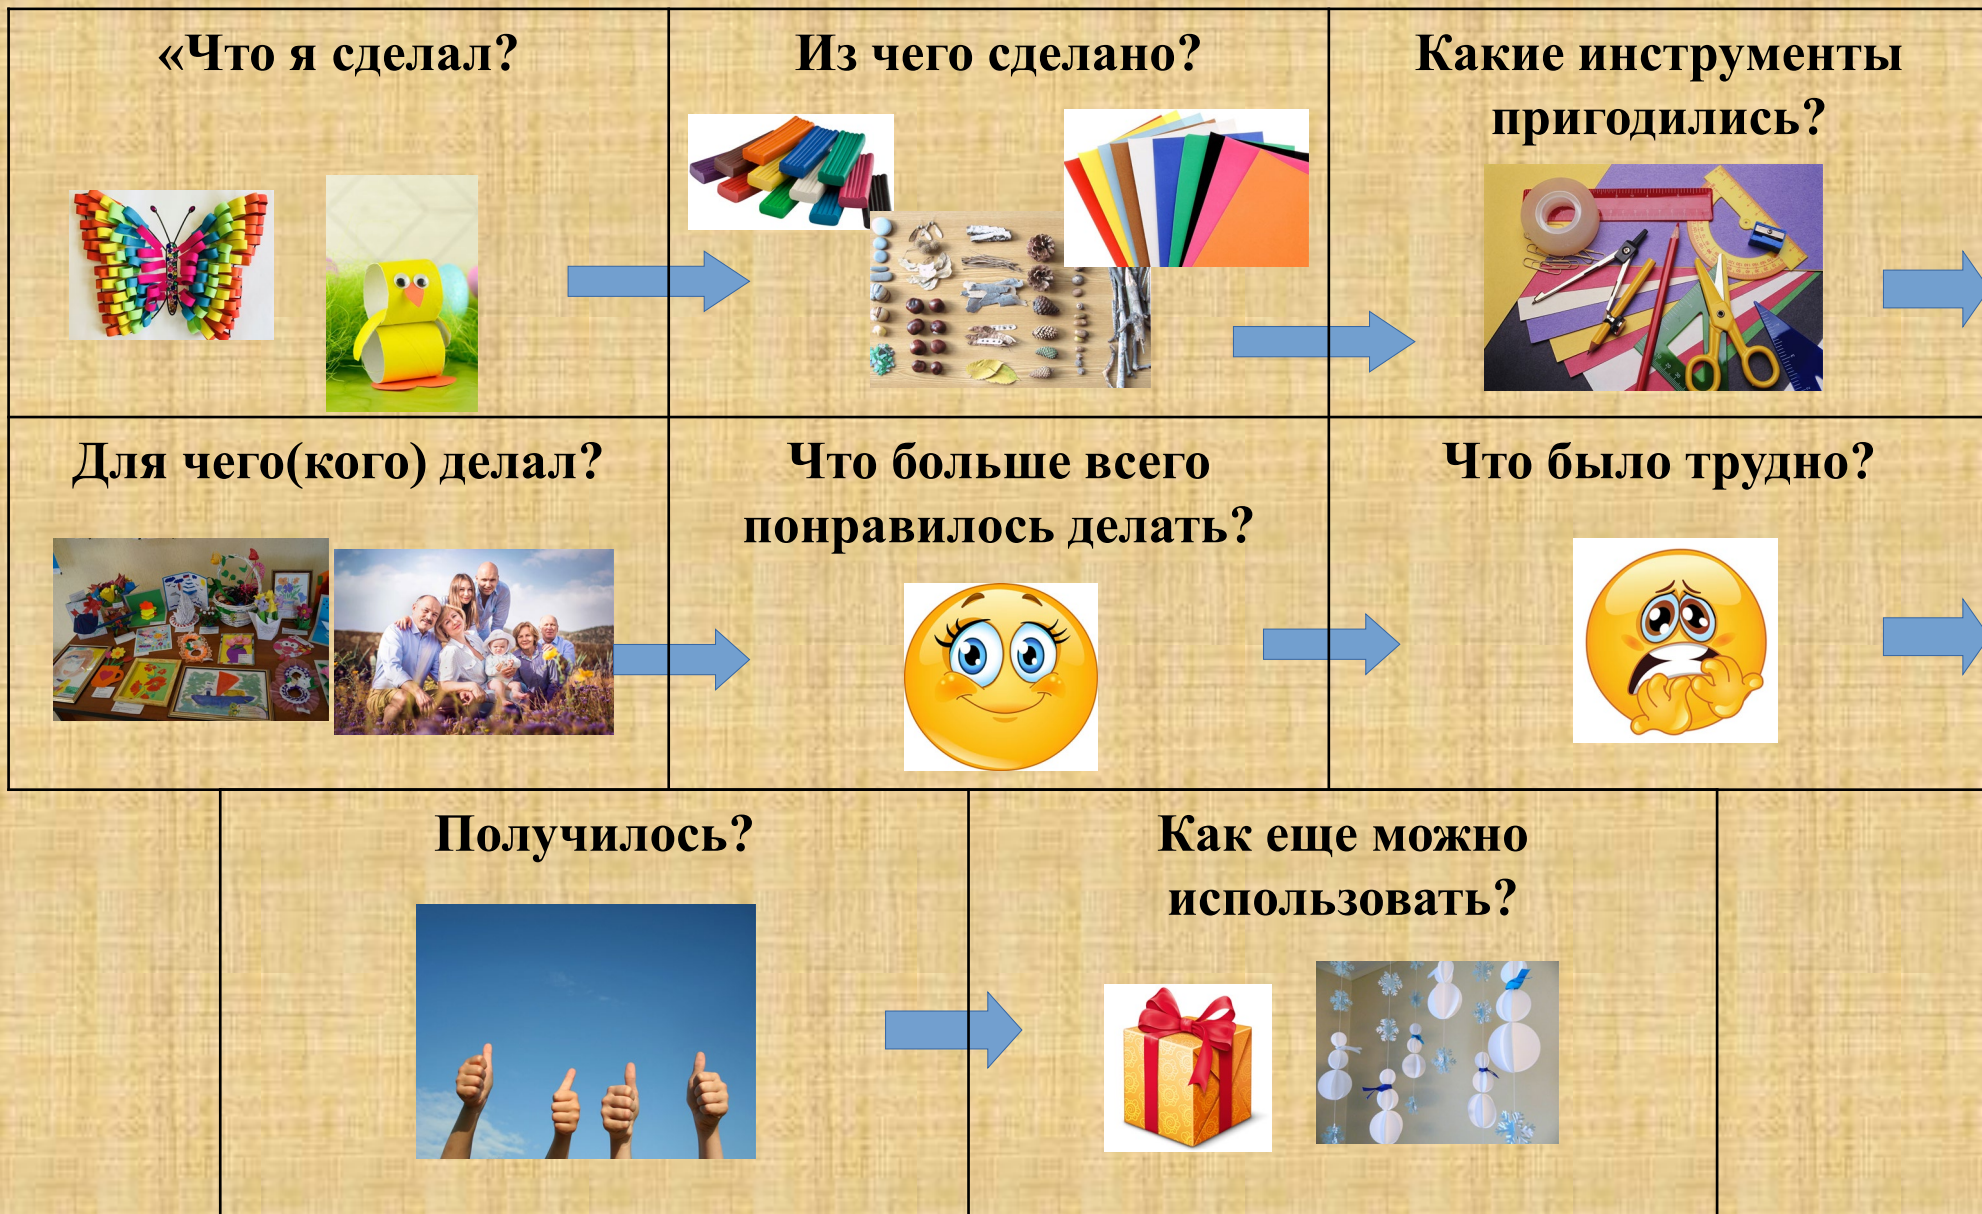 «Что я сделал?
Из чего сделано?
Какие инструменты
пригодились?
Для чего(кого) делал?
Что больше всего
понравилось делать?
Что было трудно?
Получилось?
Как еще можно
использовать?